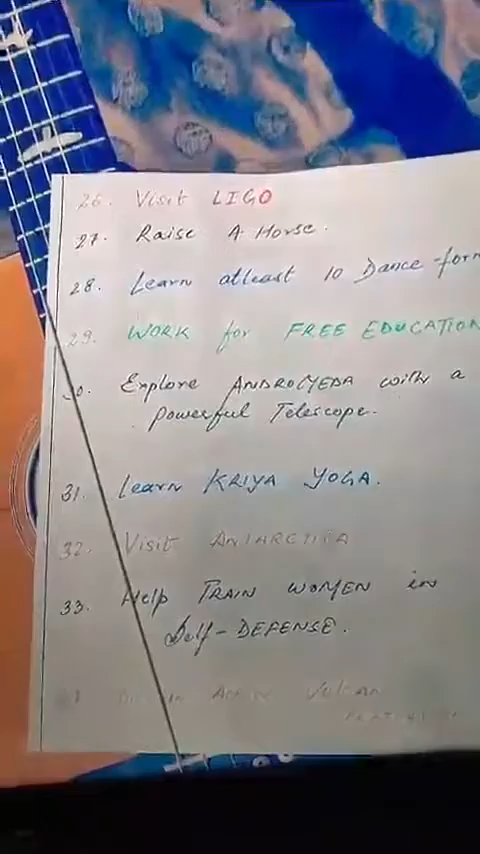 26. Visit LIGO
27. Raise A Horse.
28. Learn atleast 10 Dance-form
29. WORK for FREE EDUCATION
30. Explore ANDROMEDA with a
powerful Telescope.
31. Learn KRIYA YOGA.
32. Visit ANTARCTICA
33. Help TRAIN WOMEN in
Self-DEFENSE.